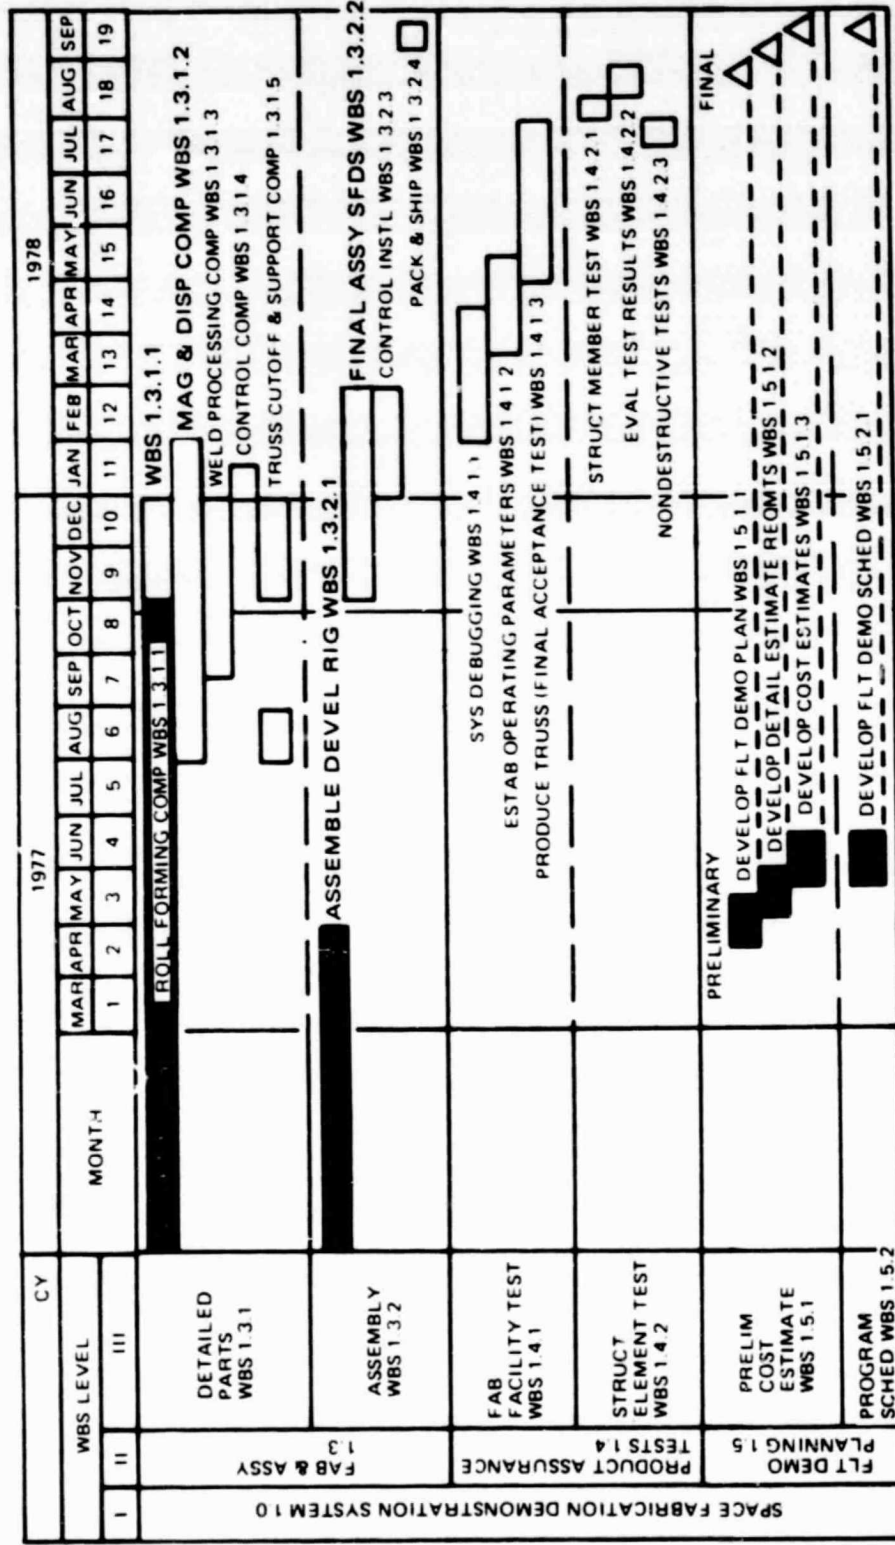 CY
1977
1978
WBS LEVEL
MONTH
MAR APR MAY JUN JUL AUG SEP OCT NOV DEC JAN FEB MAR APR MAY JUN JUL AUG SEP
I II III
1 2 3 4 5 6 7 8 9 10 11 12 13 14 15 16 17 18 19
SPACE FABRICATION DEMONSTRATION SYSTEM 1.0
FAB & ASSY
1.3
DETAILED
PARTS
WBS 1.3.1
ROLL FORMING COMP WBS 1.3.1 1
WBS 1.3.1.1
MAG & DISP COMP WBS 1.3.1.2
WELD PROCESSING COMP WBS 1.3.1.3
CONTROL COMP WBS 1.3.1.4
TRUSS CUTOFF & SUPPORT COMP 1.3.1 5
ASSEMBLY
WBS 1.3.2
ASSEMBLE DEVEL RIG WBS 1.3.2.1
FINAL ASSY SFDS WBS 1.3.2.2
CONTROL INSTL WBS 1 3.2 3
PACK & SHIP WBS 1 3.2 4
PRODUCT ASSURANCE
TESTS 1.4
FAB
FACILITY TEST
WBS 1.4.1
SYS DEBUGGING WBS 1.4.1.1
ESTAB OPERATING PARAMETERS WBS 1 4 1 2
PRODUCE TRUSS (FINAL ACCEPTANCE TEST) WBS 1.4 1 3
STRUCT
ELEMENT TEST
WBS 1.4.2
STRUCT MEMBER TEST WBS 1.4.2.1
EVAL TEST RESULTS WBS 1.4.2 2
NONDESTRUCTIVE TESTS WBS 1.4.2.3
FLT DEMO
PLANNING 1.5
PRELIM
COST
ESTIMATE
WBS 1.5.1
PRELIMINARY
FINAL
DEVELOP FLT DEMO PLAN WBS 1 5 1 1
DEVELOP DETAIL ESTIMATE REQMTS WBS 1 5 1 2
DEVELOP COST ESTIMATES WBS 1 5.1.3
PROGRAM
SCHED WBS 1.5.2
DEVELOP FLT DEMO SCHED WBS 1.5.2.1